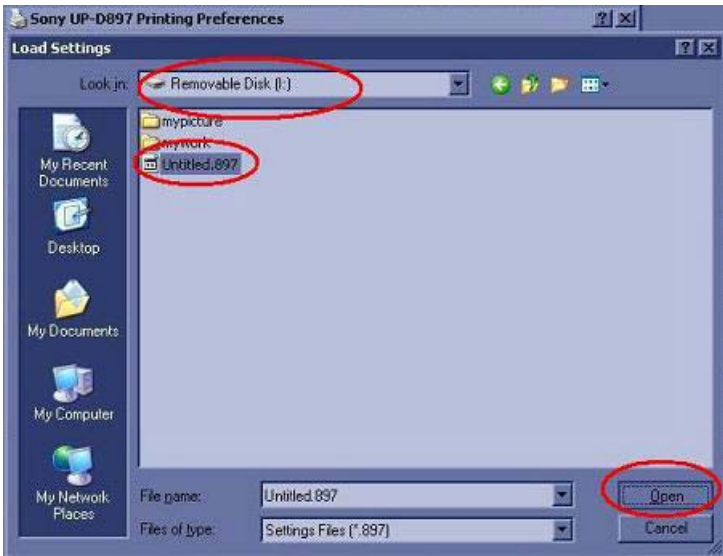 Sony UP-D897 Printing Preferences
Load Settings
Look in:
Removable Disk (I:)
mypicture
mywork
Untitled.897
My Recent
Documents
Desktop
My Documents
My Computer
My Network
Places
File name:
Untitled.897
Open
Files of type:
Settings Files (*.897)
Cancel